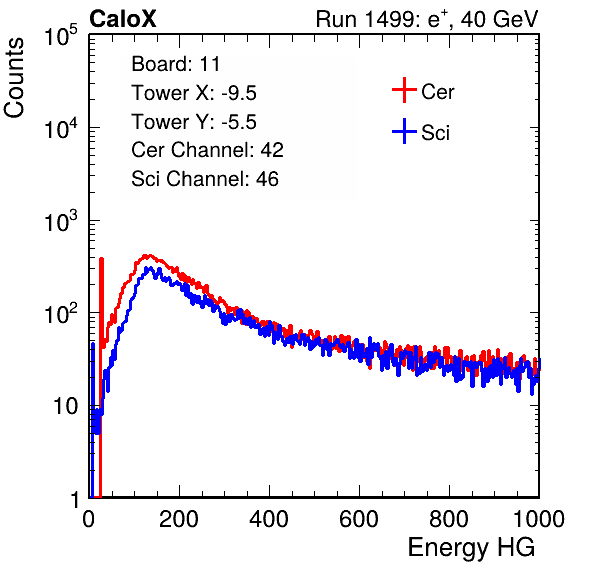 CaloX Run 1499: e⁺, 40 GeV
Counts
10⁵
10⁴
10³
10²
10
1
Board: 11
Tower X: -9.5
Tower Y: -5.5
Cer Channel: 42
Sci Channel: 46
Cer
Sci
0 200 400 600 800 1000
Energy HG